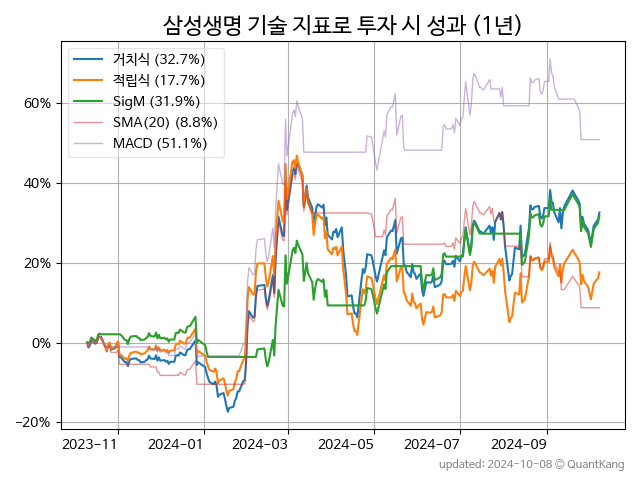 삼성생명 기술 지표로 투자 시 성과 (1년)
거치식 (32.7%)
적립식 (17.7%)
SigM (31.9%)
SMA(20) (8.8%)
MACD (51.1%)
60%
40%
20%
0%
−20%
2023-11 2024-01 2024-03 2024-05 2024-07 2024-09
updated: 2024-10-08 © QuantKang